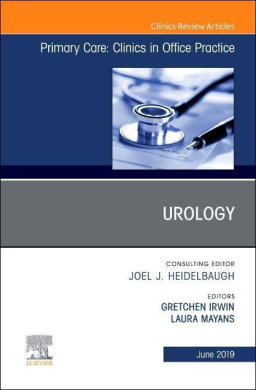 Clinics Review Articles
Primary Care: Clinics in Office Practice
UROLOGY
CONSULTING EDITOR
JOEL J. HEIDELBAUGH
EDITORS
GRETCHEN IRWIN
LAURA MAYANS
ELSEVIER
June 2019